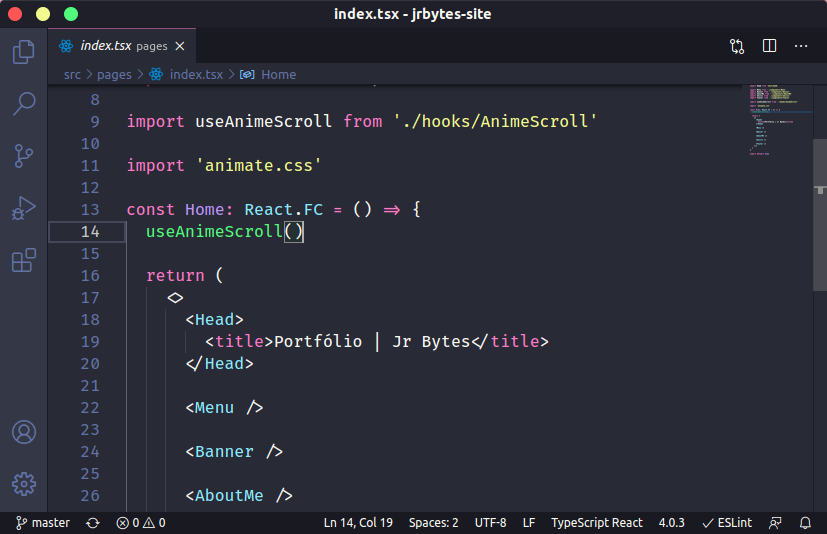 index.tsx - jrbytes-site
index.tsx pages
src > pages > index.tsx > Home
8
9 import useAnimeScroll from './hooks/AnimeScroll'
10
11 import 'animate.css'
12
13 const Home: React.FC = () => {
14 useAnimeScroll()
15
16 return (
17 <>
18 <Head>
19 <title>Portfólio | Jr Bytes</title>
20 </Head>
21
22 <Menu />
23
24 <Banner />
25
26 <AboutMe />
master 0 0 Ln 14, Col 19 Spaces: 2 UTF-8 LF TypeScript React 4.0.3 ESLint